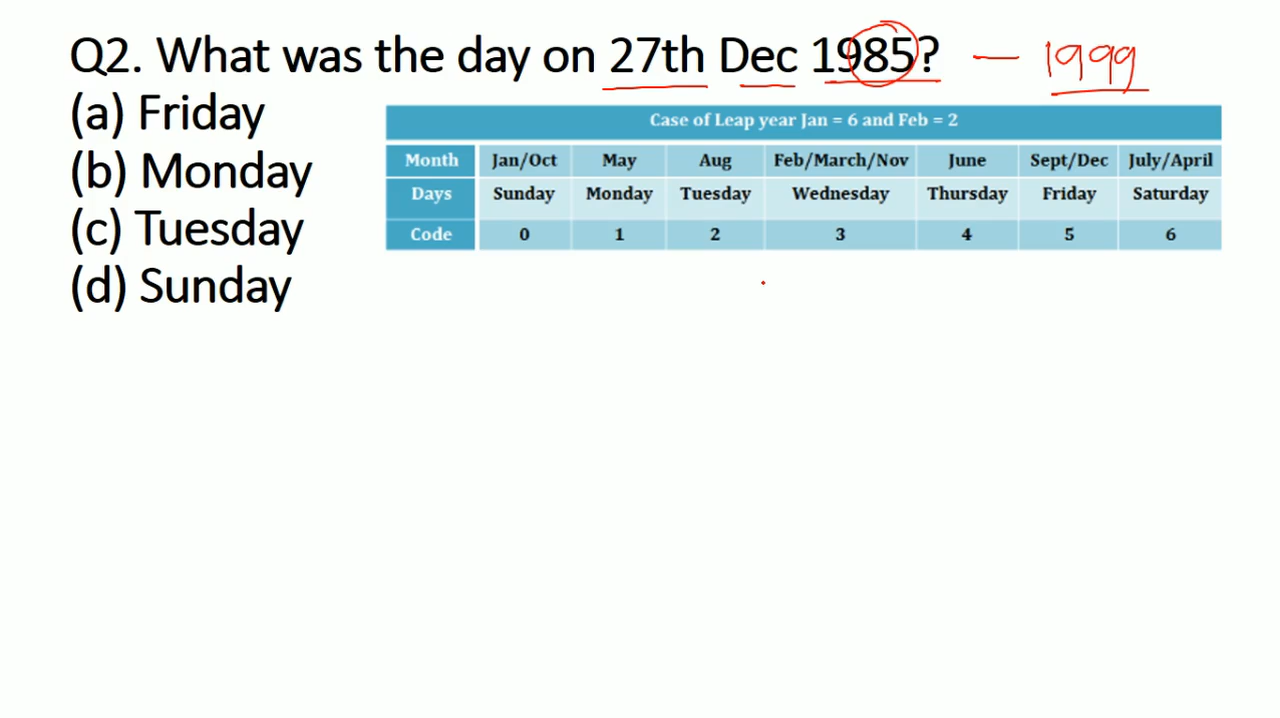 Q2. What was the day on 27th Dec 1985? — 1999
(a) Friday
(b) Monday
(c) Tuesday
(d) Sunday
Case of Leap year Jan = 6 and Feb = 2
Month Jan/Oct May Aug Feb/March/Nov June Sept/Dec July/April
Days Sunday Monday Tuesday Wednesday Thursday Friday Saturday
Code 0 1 2 3 4 5 6